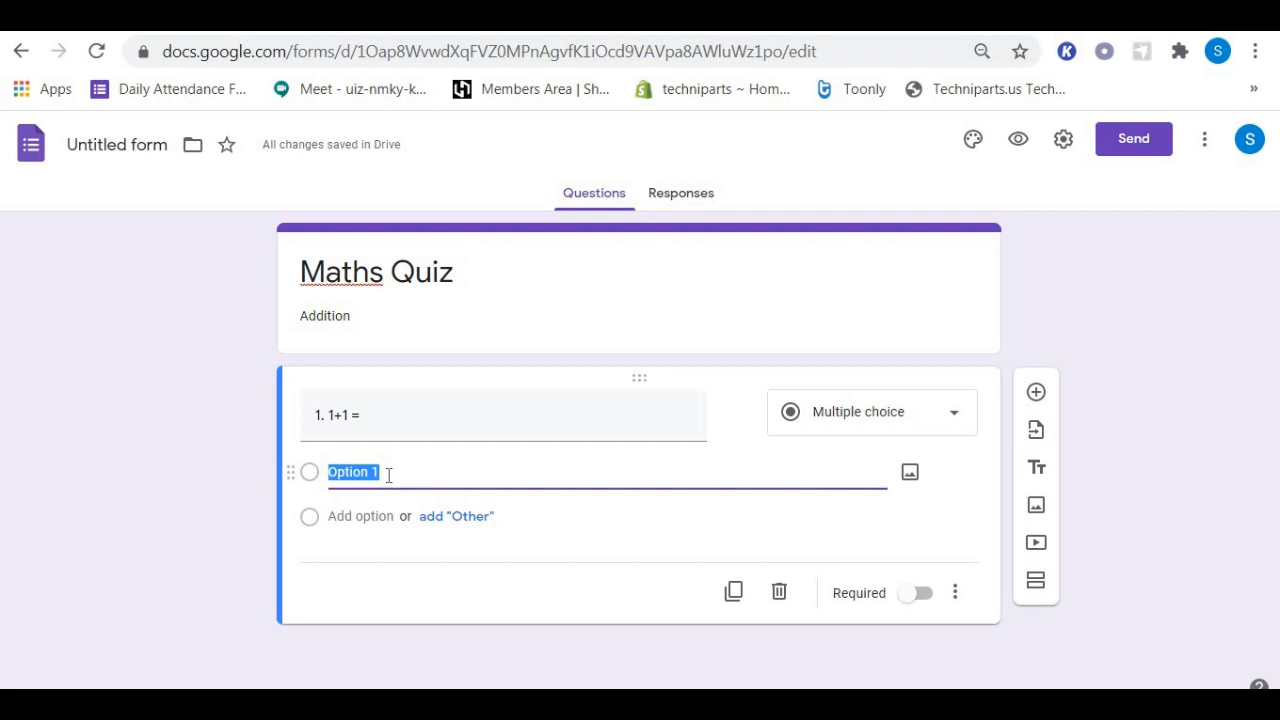 docs.google.com/forms/d/1Oap8WvwdXqFVZ0MPnAgvfK1iOcd9VAVpa8AWluWz1po/edit
K
S
Apps
Daily Attendance F...
Meet - uiz-nmky-k...
Members Area | Sh...
techniparts ~ Hom...
Toonly
Techniparts.us Tech...
»
Untitled form
All changes saved in Drive
Send
S
Questions
Responses
Maths Quiz
Addition
1. 1+1 =
Multiple choice
Option 1
Add option or add "Other"
Tт
Required